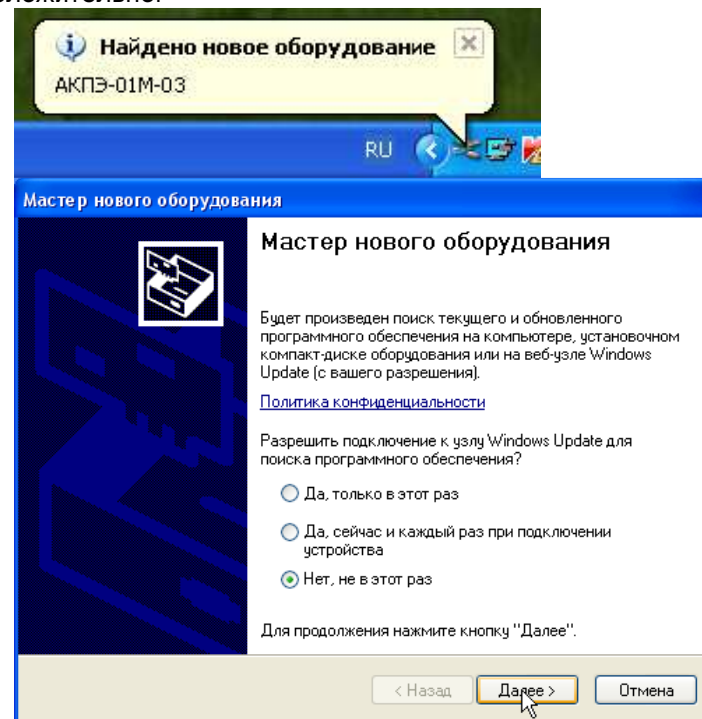 Найдено новое оборудование
АКПЭ-01М-03
RU
Мастер нового оборудования
Мастер нового оборудования
Будет произведен поиск текущего и обновленного
программного обеспечения на компьютере, установочном
компакт-диске оборудования или на веб-узле Windows
Update (с вашего разрешения).
Политика конфиденциальности
Разрешить подключение к узлу Windows Update для
поиска программного обеспечения?
Да, только в этот раз
Да, сейчас и каждый раз при подключении
устройства
Нет, не в этот раз
Для продолжения нажмите кнопку "Далее".
< Назад
Далее >
Отмена